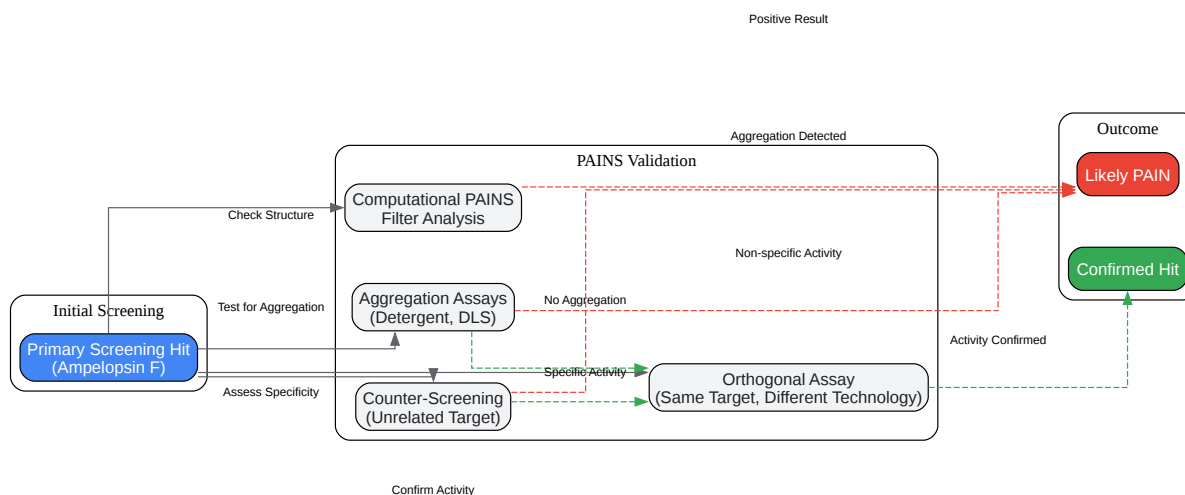 Positive Result
Aggregation Detected
Outcome
PAINS Validation
Likely PAIN
Computational PAINS
Filter Analysis
Check Structure
Non-specific Activity
Confirmed Hit
Initial Screening
Test for Aggregation
Aggregation Assays
(Detergent, DLS)
No Aggregation
Primary Screening Hit
(Ampelopsin F)
Activity Confirmed
Specific Activity
Orthogonal Assay
(Same Target, Different Technology)
Assess Specificity
Counter-Screening
(Unrelated Target)
Confirm Activity